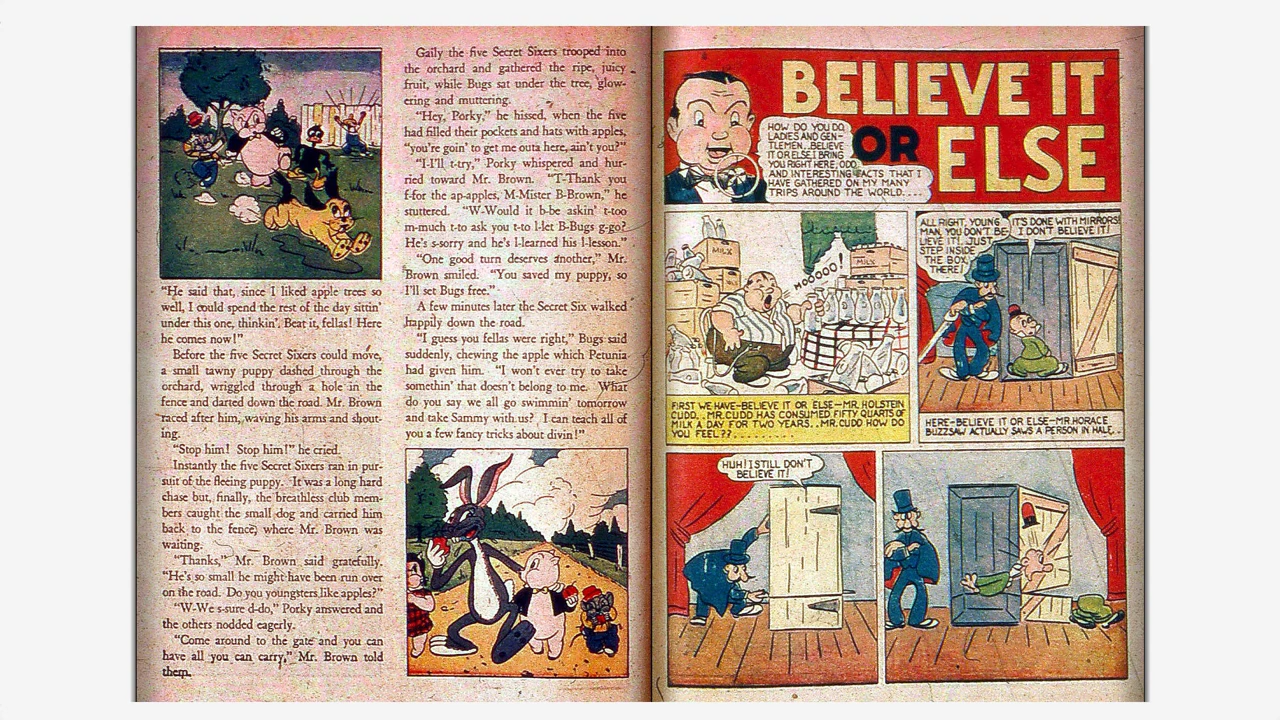 "He said that, since I liked apple trees so
well, I could spend the rest of the day sittin'
under this one, thinkin'. Beat it, fellas! Here
he comes now!"
Before the five Secret Sixers could move,
a small tawny puppy dashed through the
orchard, wriggled through a hole in the
fence and darted down the road. Mr. Brown
raced after him, waving his arms and shout-
ing.
"Stop him! Stop him!" he cried.
Instantly the five Secret Sixers ran in pur-
suit of the fleeing puppy. It was a long hard
chase but, finally, the breathless club mem-
bers caught the small dog and carried him
back to the fence, where Mr. Brown was
waiting.
"Thanks," Mr. Brown said gratefully.
"He's so small he might have been run over
on the road. Do you youngsters like apples?"
"W-We s-sure d-do," Porky answered and
the others nodded eagerly.
"Come around to the gate and you can
have all you can carry," Mr. Brown told
them.
Gaily the five Secret Sixers trooped into
the orchard and gathered the ripe, juicy
fruit, while Bugs sat under the tree, glow-
ering and muttering.
"Hey, Porky," he hissed, when the five
had filled their pockets and hats with apples,
"you're goin' to get me outa here, ain't you?"
"I-I'll t-try," Porky whispered and hur-
ried toward Mr. Brown. "T-Thank you
f-for the ap-apples, M-Mister B-Brown," he
stuttered. "W-Would it b-be askin' t-too
m-much t-to ask you t-to l-let B-Bugs g-go?
He's s-sorry and he's l-learned his l-lesson."
"One good turn deserves another," Mr.
Brown smiled. "You saved my puppy, so
I'll set Bugs free."
A few minutes later the Secret Six walked
happily down the road.
"I guess you fellas were right," Bugs said
suddenly, chewing the apple which Petunia
had given him. "I won't ever try to take
somethin' that doesn't belong to me. What
do you say we all go swimmin' tomorrow
and take Sammy with us? I can teach all of
you a few fancy tricks about divin'!"
BELIEVE IT
OR ELSE
HOW DO YOU DO,
LADIES AND GEN-
TLEMEN...BELIEVE
IT OR ELSE, I BRING
YOU RIGHT HERE, ODD
AND INTERESTING FACTS THAT I
HAVE GATHERED ON MY MANY
TRIPS AROUND THE WORLD....
MILK
MILK
HOOOOO!
FIRST WE HAVE-BELIEVE IT OR ELSE-MR. HOLSTEIN
CUDD...MR. CUDD HAS CONSUMED FIFTY QUARTS OF
MILK A DAY FOR TWO YEARS..MR. CUDD HOW DO
YOU FEEL??..........
ALL RIGHT, YOUNG
MAN, YOU DON'T BE-
LIEVE IT!.. JUST
STEP INSIDE
THE BOX,
THERE!
IT'S DONE WITH MIRRORS!
I DON'T BELIEVE IT!
HERE-BELIEVE IT OR ELSE-MR. HORACE
BUZZSAW ACTUALLY SAWS A PERSON IN HALF..
HUH! I STILL DON'T
BELIEVE IT!